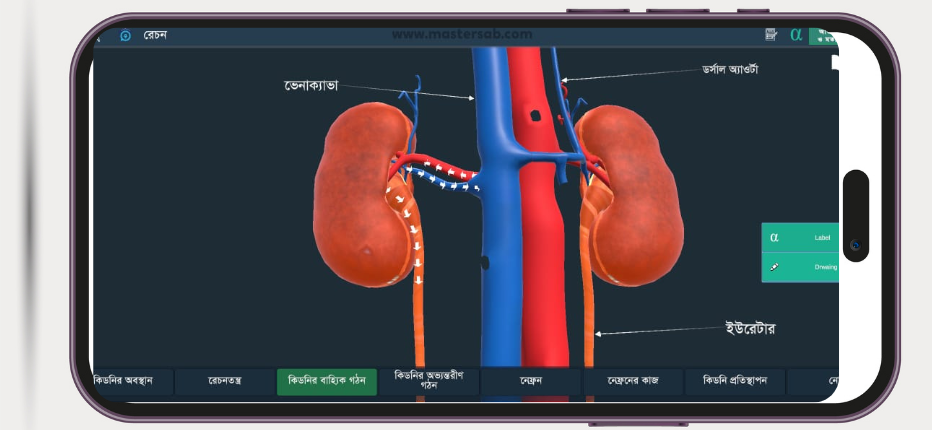 রেচন
www.mastersab.com
α
ভেনাক্যাভা
ডর্সাল অ্যাওর্টা
α Label
Drawing
ইউরেটার
কিডনির অবস্থান
রেচনতন্ত্র
কিডনির বাহ্যিক গঠন
কিডনির অভ্যন্তরীণ
গঠন
নেফ্রন
নেফ্রনের কাজ
কিডনি প্রতিস্থাপন